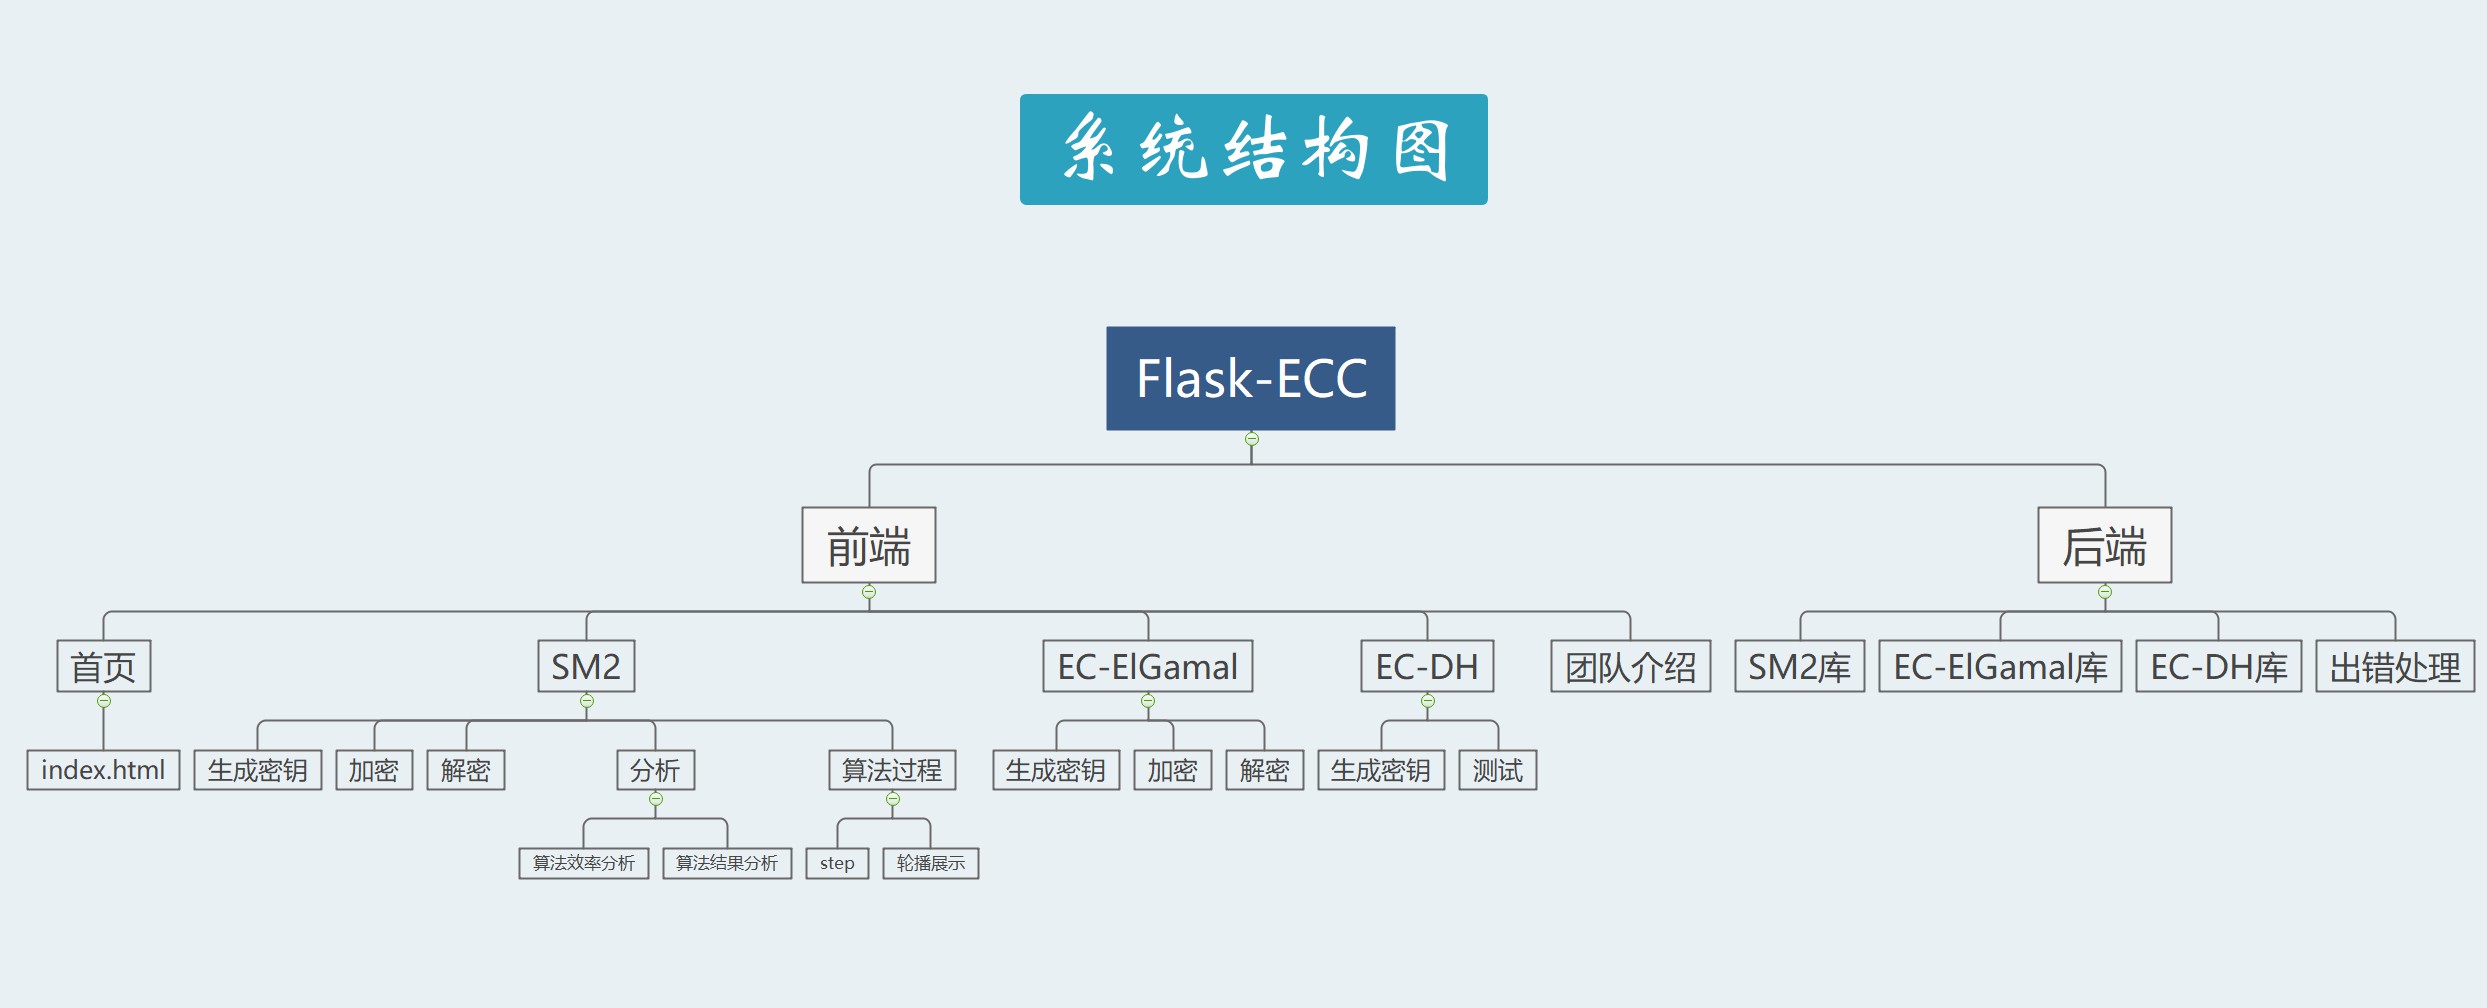 系统结构图
Flask-ECC
前端
后端
首页
SM2
EC-ElGamal
EC-DH
团队介绍
SM2库
EC-ElGamal库
EC-DH库
出错处理
index.html
生成密钥
加密
解密
分析
算法过程
生成密钥
加密
解密
生成密钥
测试
算法效率分析
算法结果分析
step
轮播展示